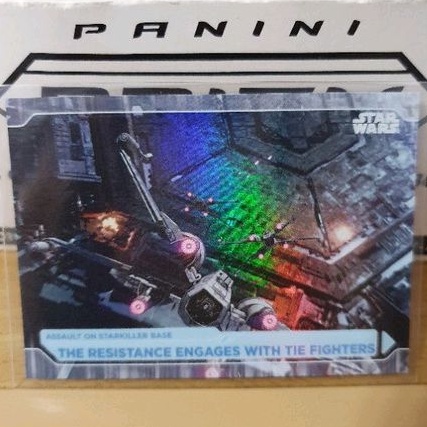 PANINI
STAR
WARS
ASSAULT ON STARKILLER BASE
THE RESISTANCE ENGAGES WITH TIE FIGHTERS